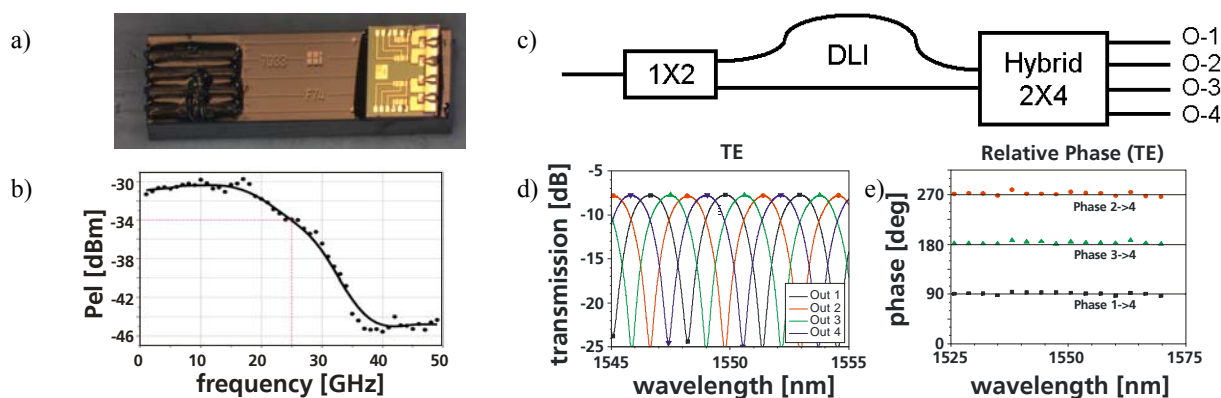 a)
7033
F74
b)
Pel [dBm]
-30
-34
-38
-42
-46
0 10 20 30 40 50
frequency [GHz]
c)
1X2
DLI
Hybrid
2X4
O-1
O-2
O-3
O-4
d)
TE
transmission [dB]
-5
-10
-15
-20
-25
Out 1
Out 2
Out 3
Out 4
1545 1550 1555
wavelength [nm]
e)
Relative Phase (TE)
phase [deg]
270
180
90
0
Phase 2->4
Phase 3->4
Phase 1->4
1525 1550 1575
wavelength [nm]